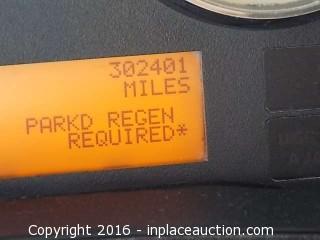 302401
MILES
PARKD REGEN
REQUIRED*
Copyright 2016 - inplaceauction.com